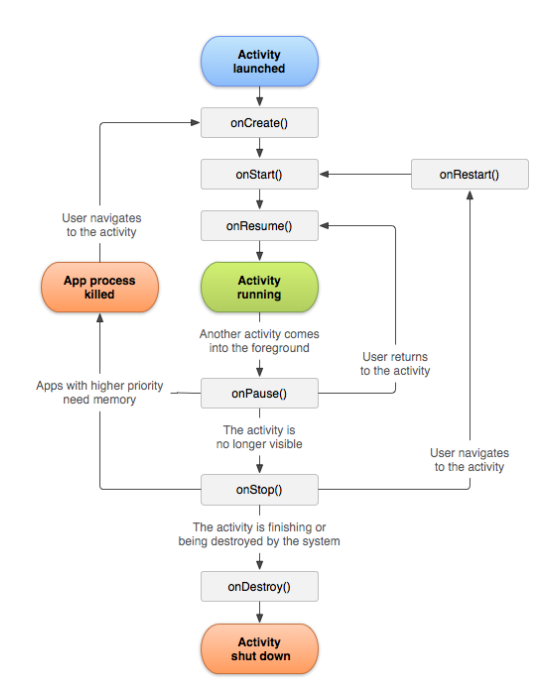 Activity
launched
onCreate()
onStart()
onRestart()
User navigates
to the activity
onResume()
App process
killed
Activity
running
Another activity comes
into the foreground
User returns
to the activity
Apps with higher priority
need memory
onPause()
The activity is
no longer visible
User navigates
to the activity
onStop()
The activity is finishing or
being destroyed by the system
onDestroy()
Activity
shut down